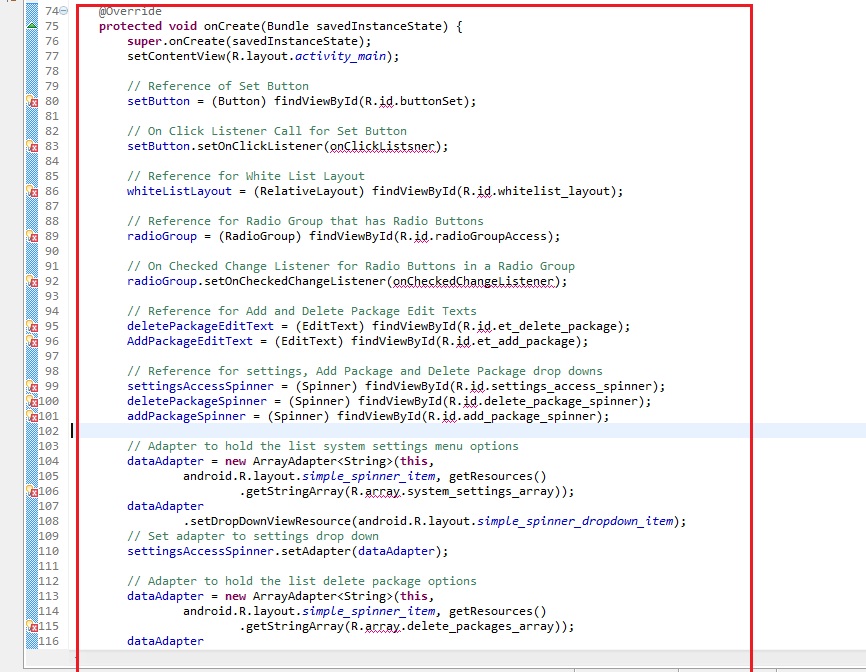 74 @Override
75 protected void onCreate(Bundle savedInstanceState) {
76 super.onCreate(savedInstanceState);
77 setContentView(R.layout.activity_main);
78
79 // Reference of Set Button
80 setButton = (Button) findViewById(R.id.buttonSet);
81
82 // On Click Listener Call for Set Button
83 setButton.setOnClickListener(onClickListsner);
84
85 // Reference for White List Layout
86 whiteListLayout = (RelativeLayout) findViewById(R.id.whitelist_layout);
87
88 // Reference for Radio Group that has Radio Buttons
89 radioGroup = (RadioGroup) findViewById(R.id.radioGroupAccess);
90
91 // On Checked Change Listener for Radio Buttons in a Radio Group
92 radioGroup.setOnCheckedChangeListener(onCheckedChangeListener);
93
94 // Reference for Add and Delete Package Edit Texts
95 deletePackageEditText = (EditText) findViewById(R.id.et_delete_package);
96 AddPackageEditText = (EditText) findViewById(R.id.et_add_package);
97
98 // Reference for settings, Add Package and Delete Package drop downs
99 settingsAccessSpinner = (Spinner) findViewById(R.id.settings_access_spinner);
100 deletePackageSpinner = (Spinner) findViewById(R.id.delete_package_spinner);
101 addPackageSpinner = (Spinner) findViewById(R.id.add_package_spinner);
102
103 // Adapter to hold the list system settings menu options
104 dataAdapter = new ArrayAdapter<String>(this,
105 android.R.layout.simple_spinner_item, getResources()
106 .getStringArray(R.array.system_settings_array));
107 dataAdapter
108 .setDropDownViewResource(android.R.layout.simple_spinner_dropdown_item);
109 // Set adapter to settings drop down
110 settingsAccessSpinner.setAdapter(dataAdapter);
111
112 // Adapter to hold the list delete package options
113 dataAdapter = new ArrayAdapter<String>(this,
114 android.R.layout.simple_spinner_item, getResources()
115 .getStringArray(R.array.delete_packages_array));
116 dataAdapter